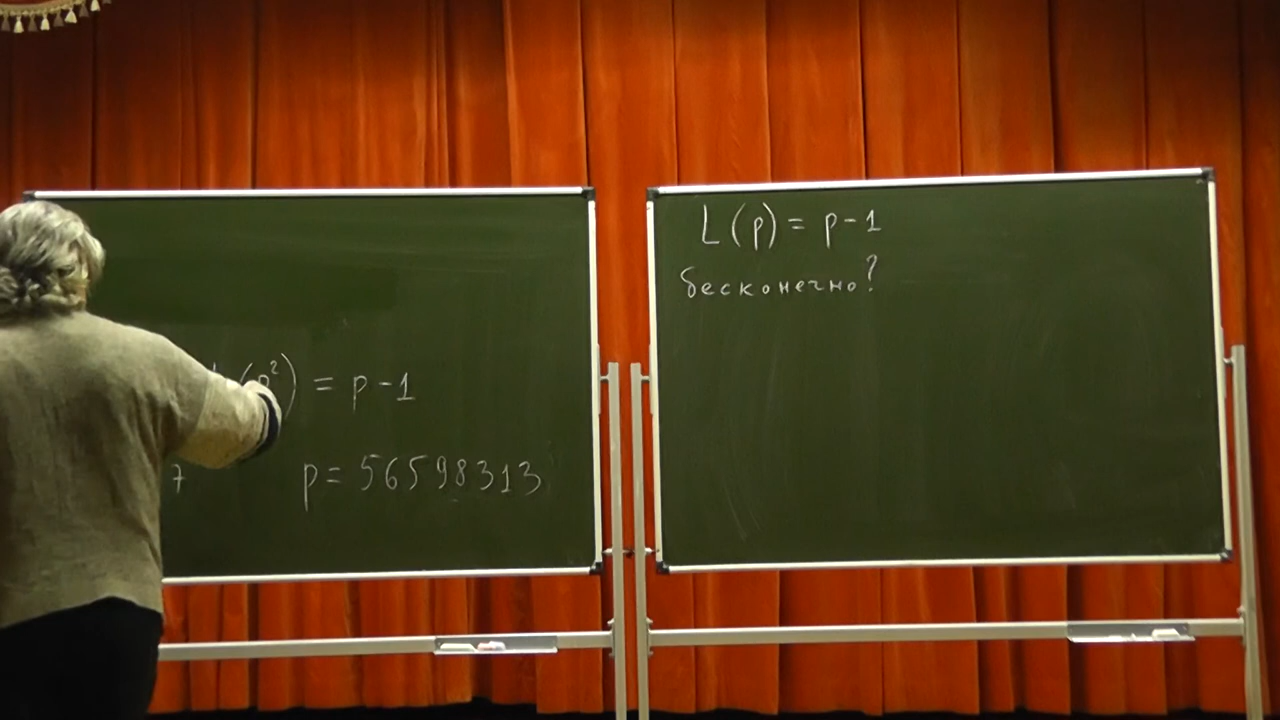 (p²) = p - 1
7 p = 56598313
L(p) = p - 1
бесконечно?